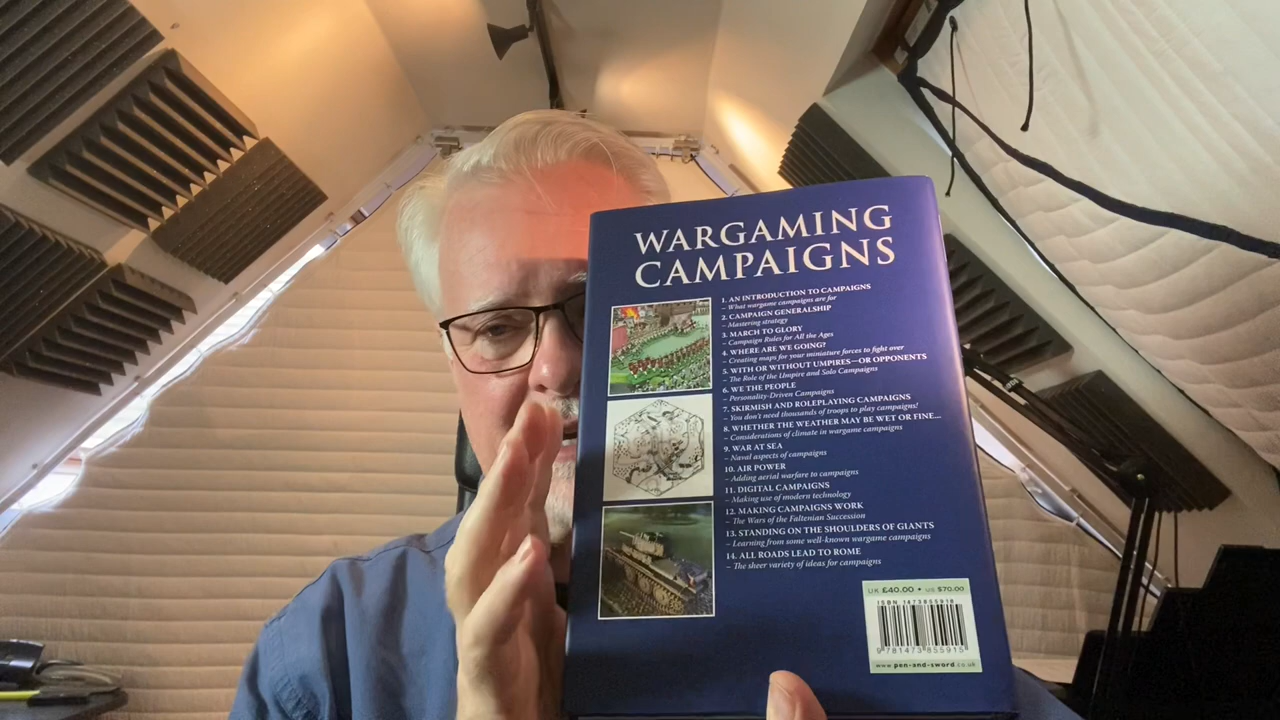 WARGAMING
CAMPAIGNS
1. AN INTRODUCTION TO CAMPAIGNS
– What wargame campaigns are for
2. CAMPAIGN GENERALSHIP
– Mastering strategy
3. MARCH TO GLORY
– Campaign Rules for All the Ages
4. WHERE ARE WE GOING?
– Creating maps for your miniature forces to fight over
5. WITH OR WITHOUT UMPIRES—OR OPPONENTS
– The Role of the Umpire and Solo Campaigns
6. WE THE PEOPLE
– Personality-Driven Campaigns
7. SKIRMISH AND ROLEPLAYING CAMPAIGNS
– You don't need thousands of troops to play campaigns!
8. WHETHER THE WEATHER MAY BE WET OR FINE...
– Considerations of climate in wargame campaigns
9. WAR AT SEA
– Naval aspects of campaigns
10. AIR POWER
– Adding aerial warfare to campaigns
11. DIGITAL CAMPAIGNS
– Making use of modern technology
12. MAKING CAMPAIGNS WORK
– The Wars of the Faltenian Succession
13. STANDING ON THE SHOULDERS OF GIANTS
– Learning from some well-known wargame campaigns
14. ALL ROADS LEAD TO ROME
– The sheer variety of ideas for campaigns
UK £40.00 • US $70.00
ISBN 1473855918
9 781473 855915
www.pen-and-sword.co.uk